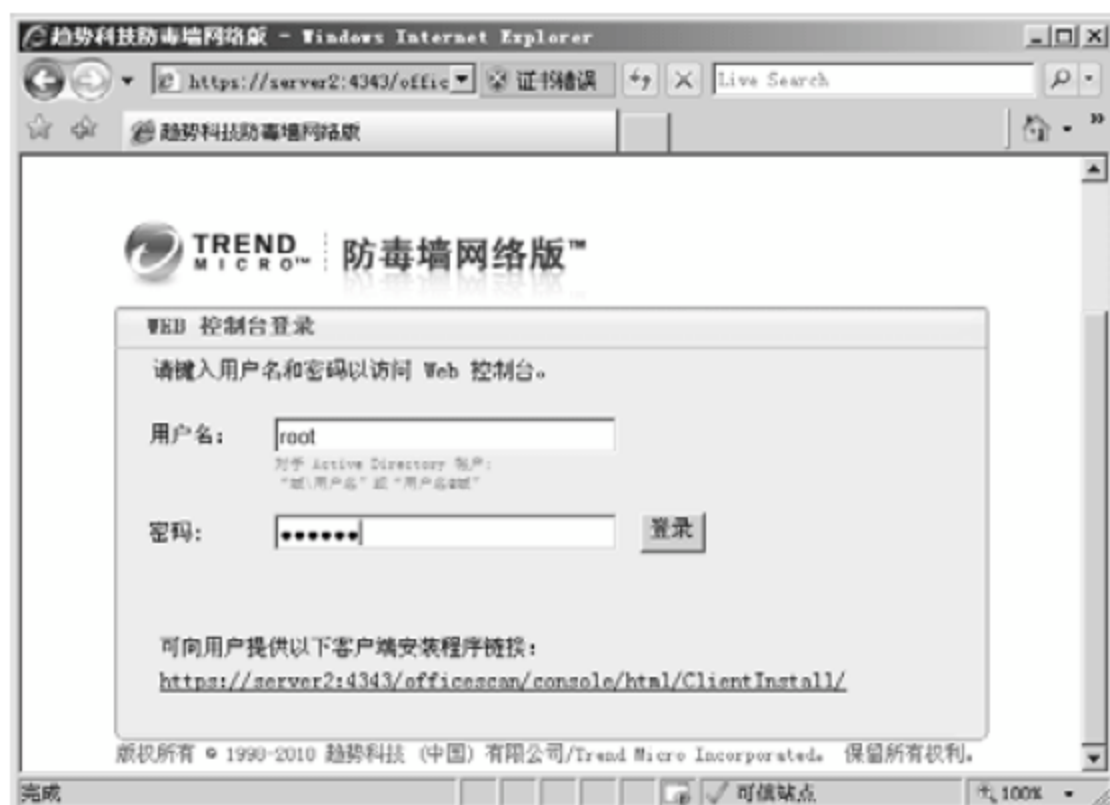 趋势科技防毒墙网络版 - Windows Internet Explorer
https://server2:4343/offic
证书错误
Live Search
趋势科技防毒墙网络版
TREND MICRO™ 防毒墙网络版™
WEB 控制台登录
请键入用户名和密码以访问 Web 控制台。
用户名:
root
对于 Active Directory 帐户:
“域\用户名” 或 “用户名@域”
密码:
●●●●●●
登录
可向用户提供以下客户端安装程序链接:
https://server2:4343/officescan/console/html/ClientInstall/
版权所有 © 1998-2010 趋势科技 (中国) 有限公司/Trend Micro Incorporated。 保留所有权利。
完成
可信站点
100%